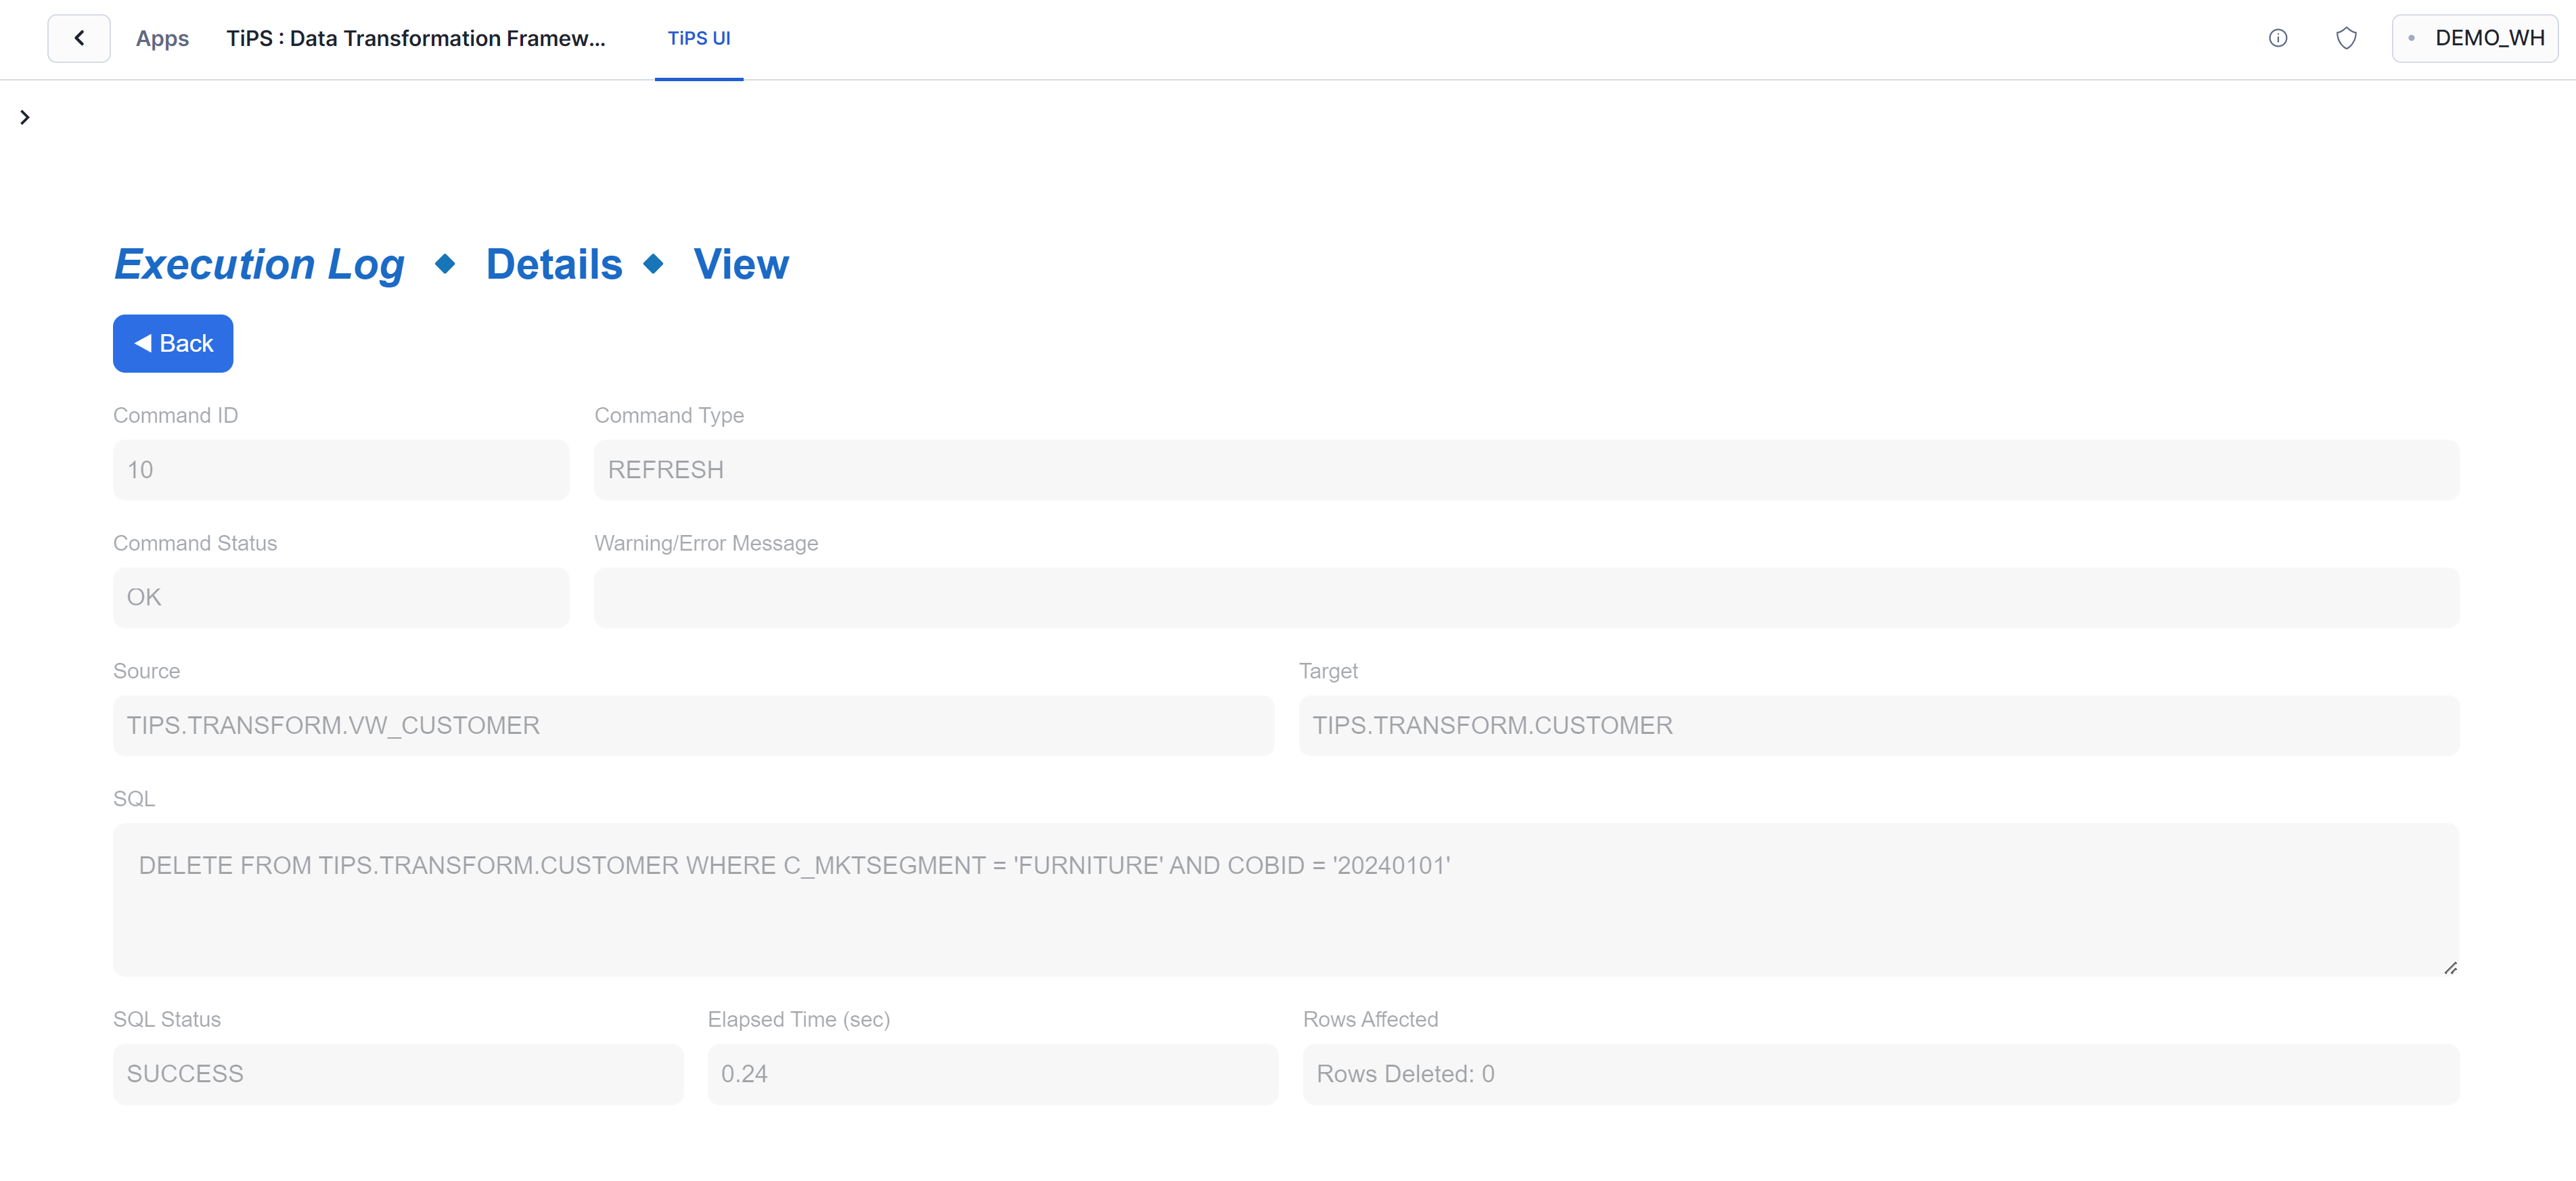 Apps TiPS : Data Transformation Framew... TiPS UI DEMO_WH
Execution Log ◆ Details ◆ View
◀ Back
Command ID Command Type
10 REFRESH
Command Status Warning/Error Message
OK
Source Target
TIPS.TRANSFORM.VW_CUSTOMER TIPS.TRANSFORM.CUSTOMER
SQL
DELETE FROM TIPS.TRANSFORM.CUSTOMER WHERE C_MKTSEGMENT = 'FURNITURE' AND COBID = '20240101'
SQL Status Elapsed Time (sec) Rows Affected
SUCCESS 0.24 Rows Deleted: 0